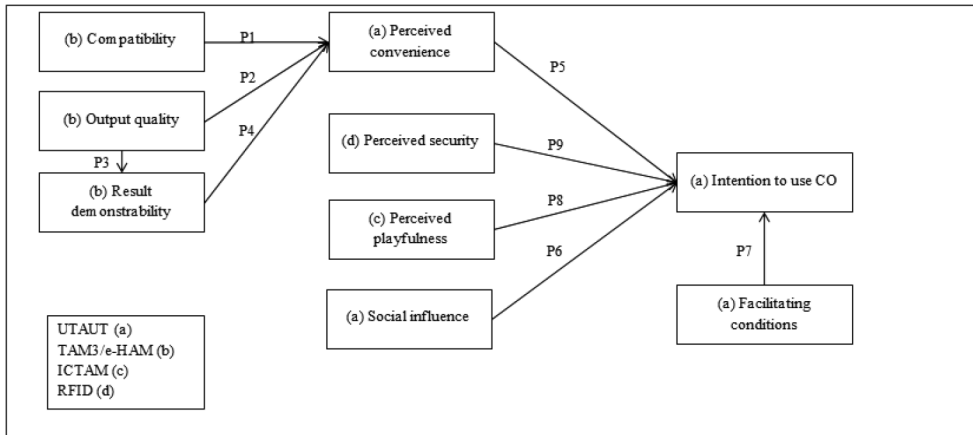 (b) Compatibility
P1
(a) Perceived
convenience
P2
P5
(b) Output quality
P4
(d) Perceived security
P9
P3
(a) Intention to use CO
(b) Result
demonstrability
(c) Perceived
playfulness
P8
P6
P7
(a) Social influence
(a) Facilitating
conditions
UTAUT (a)
TAM3/e-HAM (b)
ICTAM (c)
RFID (d)